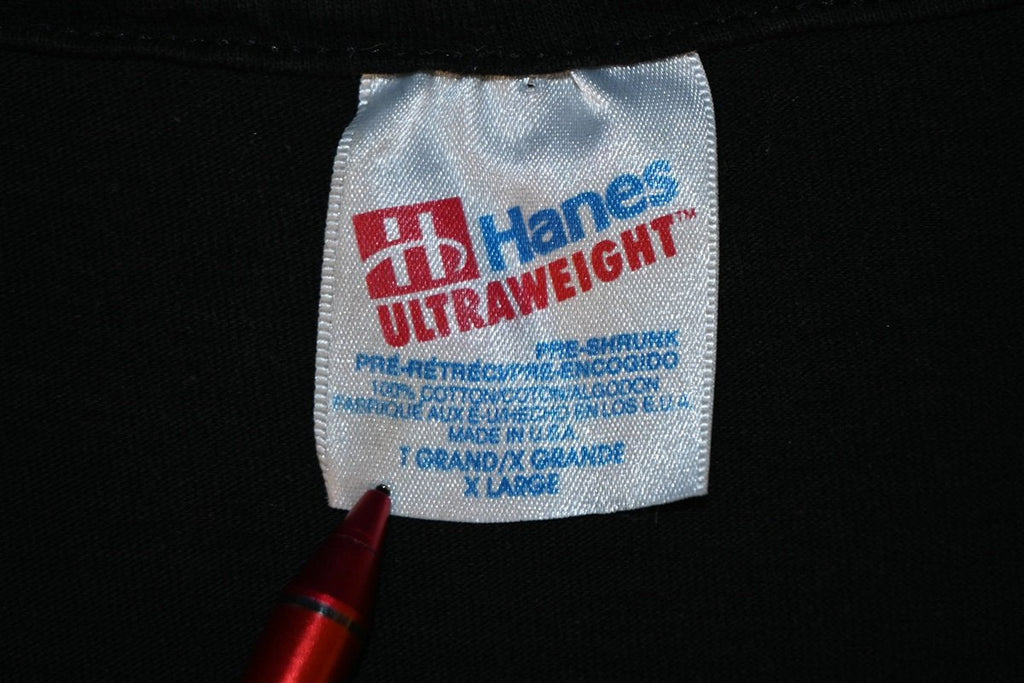 Hanes
ULTRAWEIGHT™
PRE-SHRUNK
PRÉ-RÉTRÉCI/PRE-ENCOGIDO
100% COTTON/COTON/ALGODON
FABRIQUÉ AUX É-U/HECHO EN LOS E.U.A.
MADE IN U.S.A.
T GRAND/X GRANDE
X LARGE